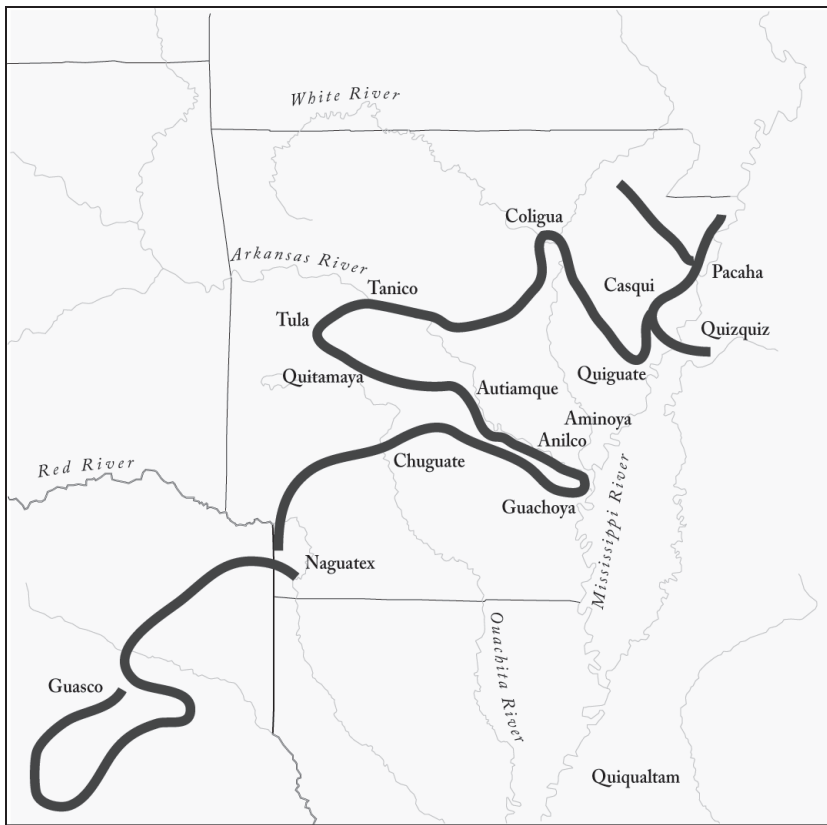 White River
Coligua
Arkansas River
Pacaha
Tanico
Casqui
Tula
Quizquiz
Quitamaya
Quiguate
Autiamque
Aminoya
Anilco
Chuguate
Red River
Guachoya
Mississippi River
Naguatex
Ouachita River
Guasco
Quiqualtam